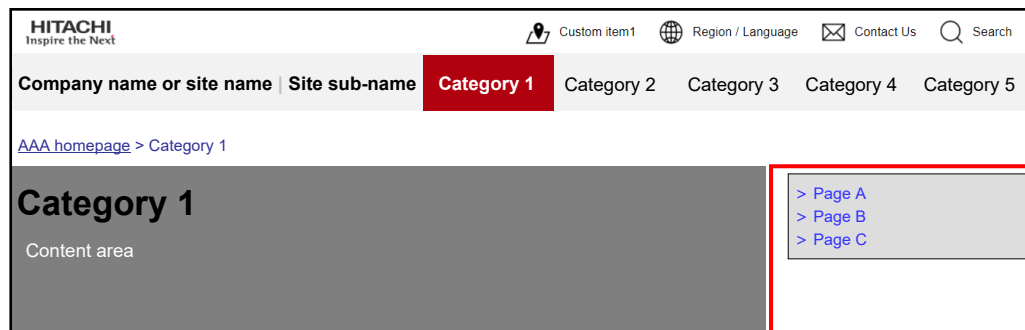 HITACHI
Inspire the Next
Custom item1 Region / Language Contact Us Search
Company name or site name | Site sub-name Category 1 Category 2 Category 3 Category 4 Category 5
AAA homepage > Category 1
Category 1
Content area
> Page A
> Page B
> Page C